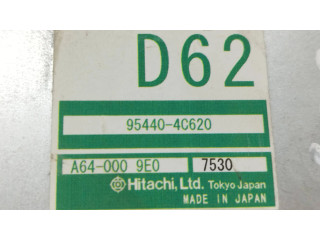 D62
95440-4C620
A64-000 9E0 7530
Hitachi, Ltd. Tokyo Japan
MADE IN JAPAN